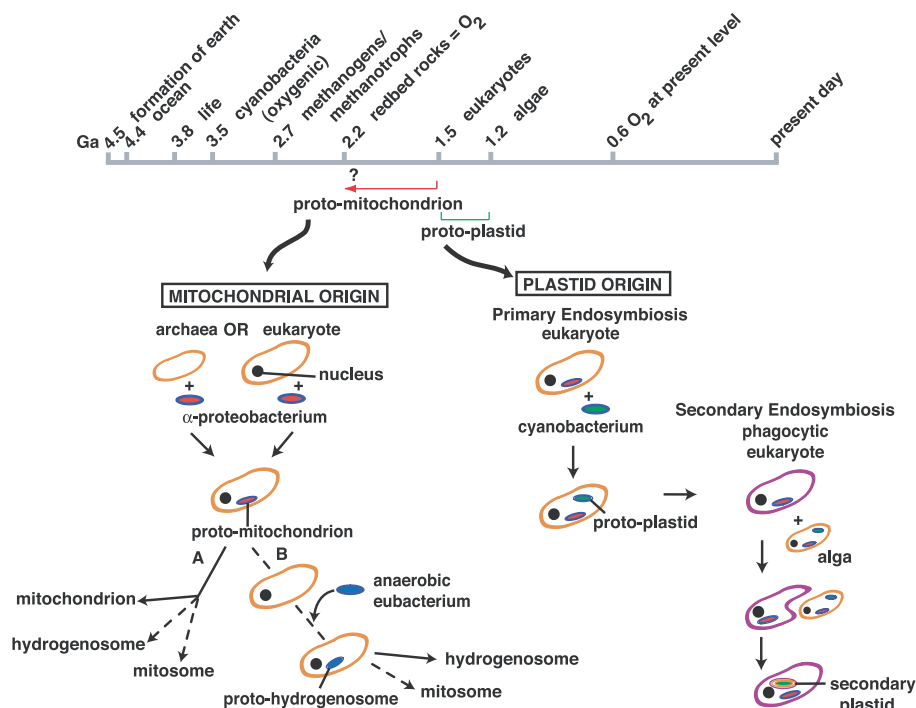 Ga
4.5 formation of earth
4.4 ocean
3.8 life
3.5 cyanobacteria
(oxygenic)
2.7 methanogens/
methanotrophs
2.2 redbed rocks = O₂
1.5 eukaryotes
1.2 algae
0.6 O₂ at present level
present day
?
proto-mitochondrion
proto-plastid
MITOCHONDRIAL ORIGIN
archaea OR eukaryote
nucleus
+
+
α-proteobacterium
proto-mitochondrion
A
B
mitochondrion
hydrogenosome
mitosome
anaerobic
eubacterium
proto-hydrogenosome
hydrogenosome
mitosome
PLASTID ORIGIN
Primary Endosymbiosis
eukaryote
+
cyanobacterium
proto-plastid
Secondary Endosymbiosis
phagocytic
eukaryote
+
alga
secondary
plastid